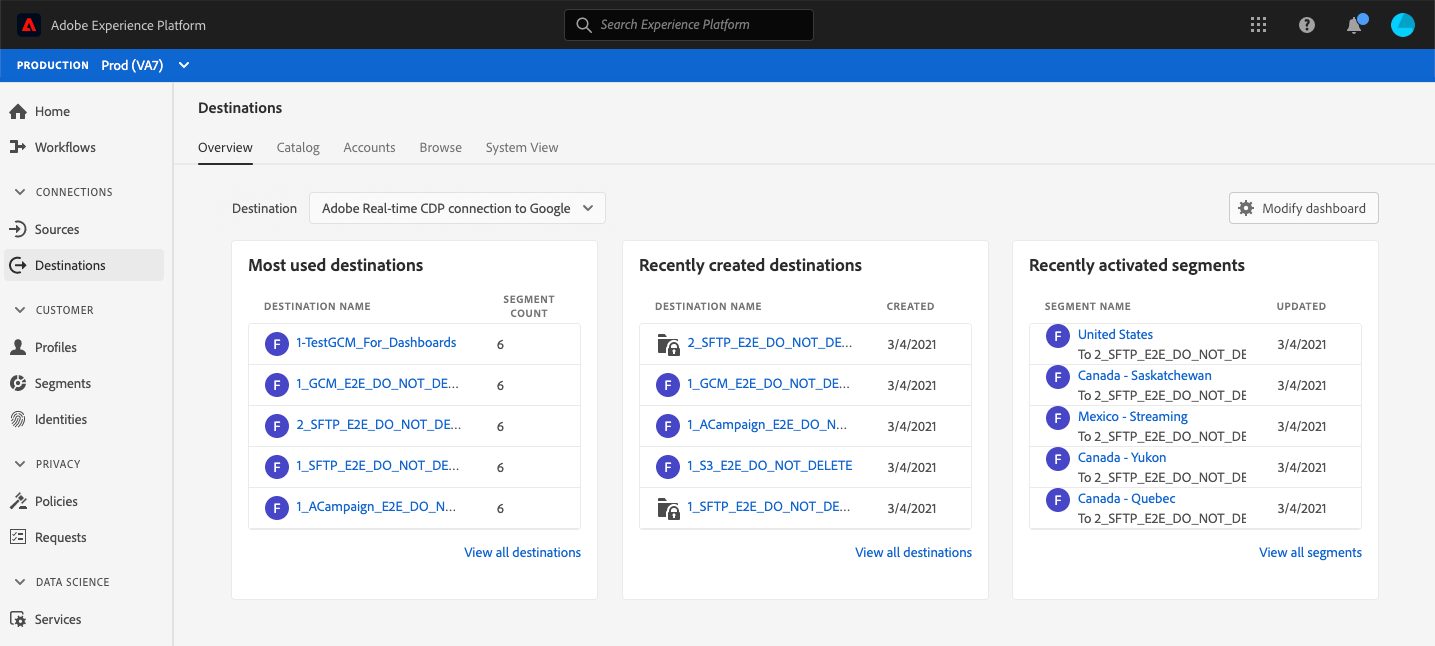 Adobe Experience Platform
Search Experience Platform
PRODUCTION Prod (VA7)
Home
Workflows
CONNECTIONS
Sources
Destinations
CUSTOMER
Profiles
Segments
Identities
PRIVACY
Policies
Requests
DATA SCIENCE
Services
Destinations
Overview Catalog Accounts Browse System View
Destination Adobe Real-time CDP connection to Google
Modify dashboard
Most used destinations
DESTINATION NAME SEGMENT
COUNT
F 1-TestGCM_For_Dashboards 6
F 1_GCM_E2E_DO_NOT_DE... 6
F 2_SFTP_E2E_DO_NOT_DE... 6
F 1_SFTP_E2E_DO_NOT_DE... 6
F 1_ACampaign_E2E_DO_N... 6
View all destinations
Recently created destinations
DESTINATION NAME CREATED
2_SFTP_E2E_DO_NOT_DE... 3/4/2021
F 1_GCM_E2E_DO_NOT_DE... 3/4/2021
F 1_ACampaign_E2E_DO_N... 3/4/2021
F 1_S3_E2E_DO_NOT_DELETE 3/4/2021
1_SFTP_E2E_DO_NOT_DE... 3/4/2021
View all destinations
Recently activated segments
SEGMENT NAME UPDATED
F United States
To 2_SFTP_E2E_DO_NOT_DE 3/4/2021
F Canada - Saskatchewan
To 2_SFTP_E2E_DO_NOT_DE 3/4/2021
F Mexico - Streaming
To 2_SFTP_E2E_DO_NOT_DE 3/4/2021
F Canada - Yukon
To 2_SFTP_E2E_DO_NOT_DE 3/4/2021
F Canada - Quebec
To 2_SFTP_E2E_DO_NOT_DE 3/4/2021
View all segments